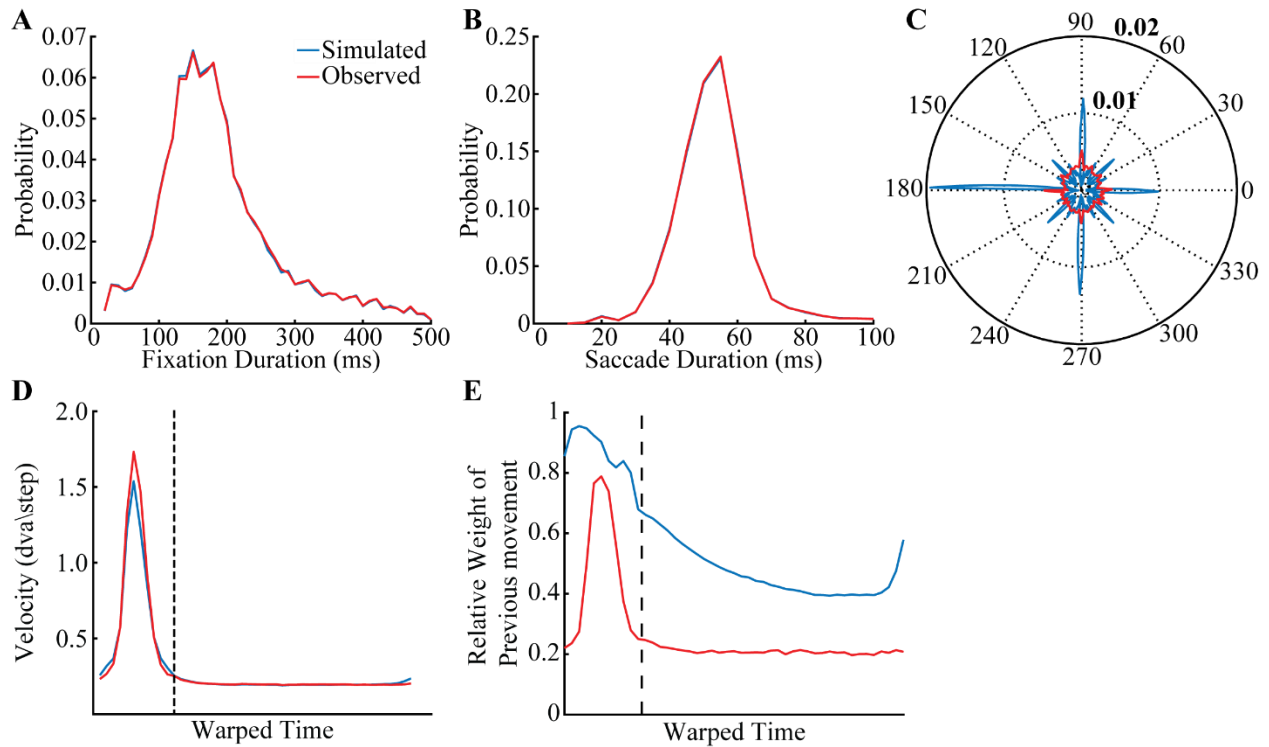 A
0.07
0.06
0.05
0.04
0.03
0.02
0.01
0
Probability
0 100 200 300 400 500
Fixation Duration (ms)
Simulated
Observed
B
0.25
0.20
0.15
0.10
0.05
0
Probability
0 20 40 60 80 100
Saccade Duration (ms)
C
90
0.02
120
60
0.01
150
30
180
0
210
330
240
300
270
D
2.0
1.5
1.0
0.5
Velocity (dva\step)
Warped Time
E
1
0.8
0.6
0.4
0.2
0
Relative Weight of
Previous movement
Warped Time